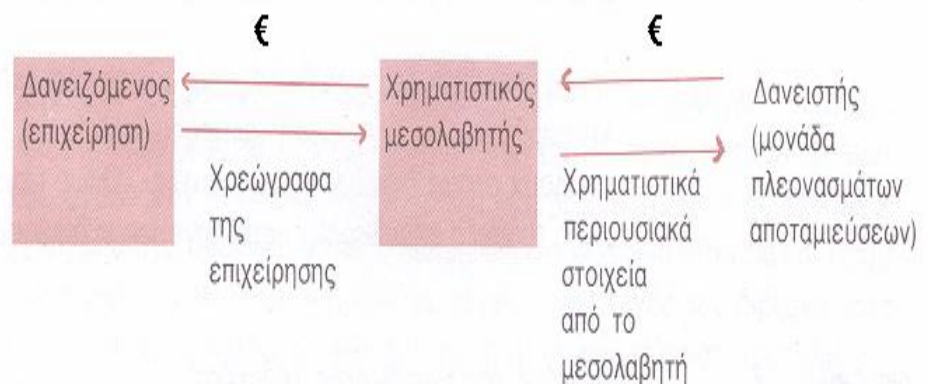 €
€
Δανειζόμενος
(επιχείρηση)
Χρεώγραφα
της
επιχείρησης
Χρηματιστικός
μεσολαβητής
Χρηματιστικά
περιουσιακά
στοιχεία
από το
μεσολαβητή
Δανειστής
(μονάδα
πλεονασμάτων
αποταμιεύσεων)